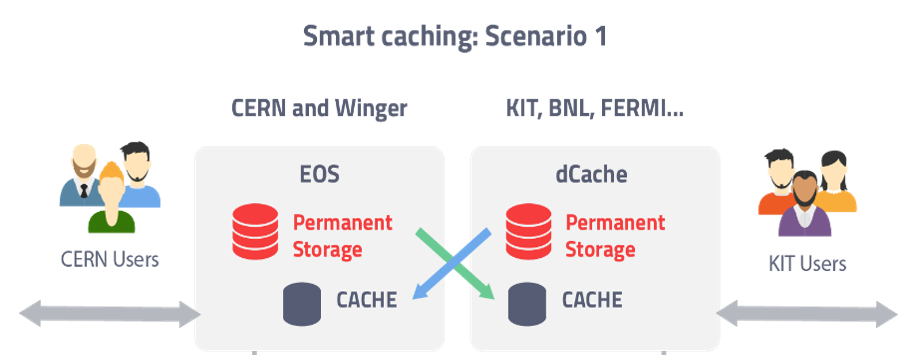 Smart caching: Scenario 1
CERN and Winger
KIT, BNL, FERMI...
EOS
dCache
Permanent
Storage
Permanent
Storage
CERN Users
KIT Users
CACHE
CACHE